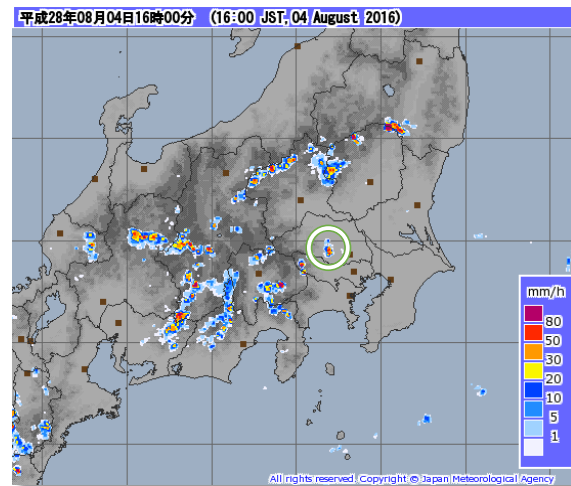 平成28年08月04日16時00分 (16:00 JST, 04 August 2016)
mm/h
80
50
30
20
10
5
1
All rights reserved. Copyright © Japan Meteorological Agency